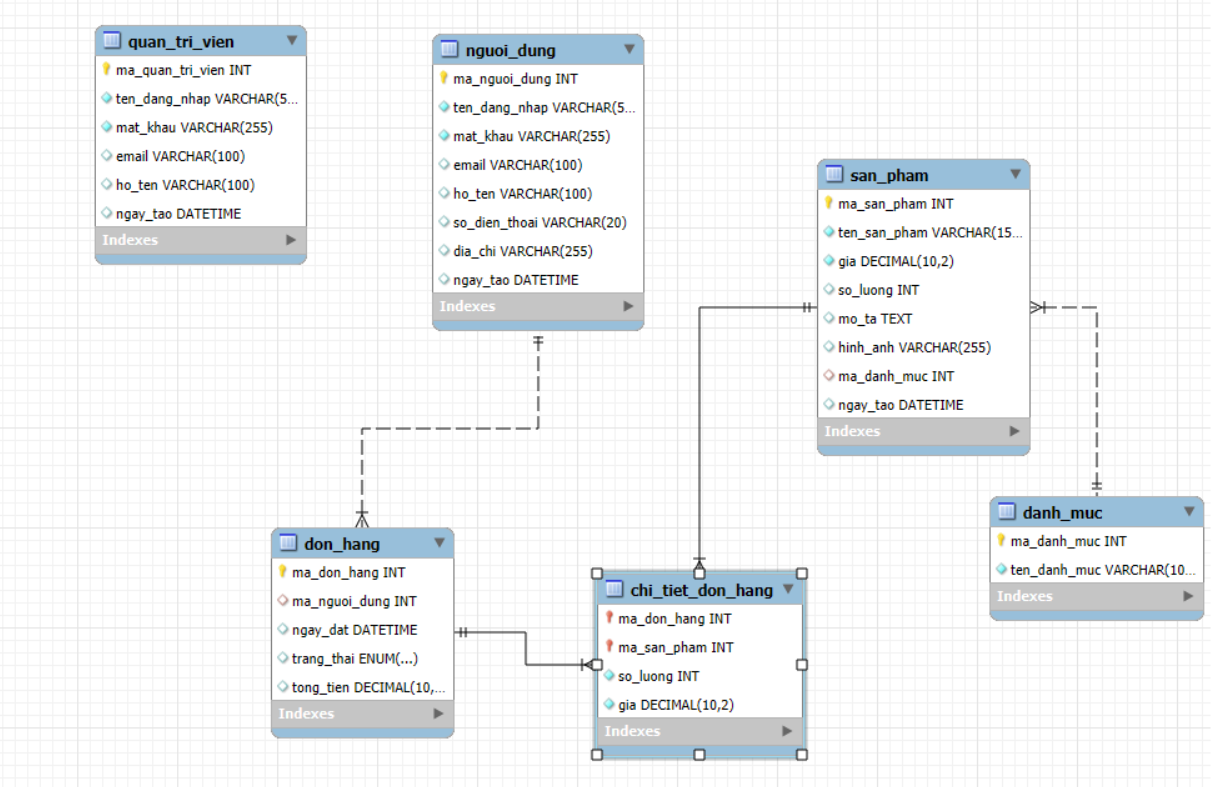 quan_tri_vien
ma_quan_tri_vien INT
ten_dang_nhap VARCHAR(5...
mat_khau VARCHAR(255)
email VARCHAR(100)
ho_ten VARCHAR(100)
ngay_tao DATETIME
Indexes
nguoi_dung
ma_nguoi_dung INT
ten_dang_nhap VARCHAR(5...
mat_khau VARCHAR(255)
email VARCHAR(100)
ho_ten VARCHAR(100)
so_dien_thoai VARCHAR(20)
dia_chi VARCHAR(255)
ngay_tao DATETIME
Indexes
san_pham
ma_san_pham INT
ten_san_pham VARCHAR(15...
gia DECIMAL(10,2)
so_luong INT
mo_ta TEXT
hinh_anh VARCHAR(255)
ma_danh_muc INT
ngay_tao DATETIME
Indexes
danh_muc
ma_danh_muc INT
ten_danh_muc VARCHAR(10...
Indexes
don_hang
ma_don_hang INT
ma_nguoi_dung INT
ngay_dat DATETIME
trang_thai ENUM(...)
tong_tien DECIMAL(10,...
Indexes
chi_tiet_don_hang
ma_don_hang INT
ma_san_pham INT
so_luong INT
gia DECIMAL(10,2)
Indexes